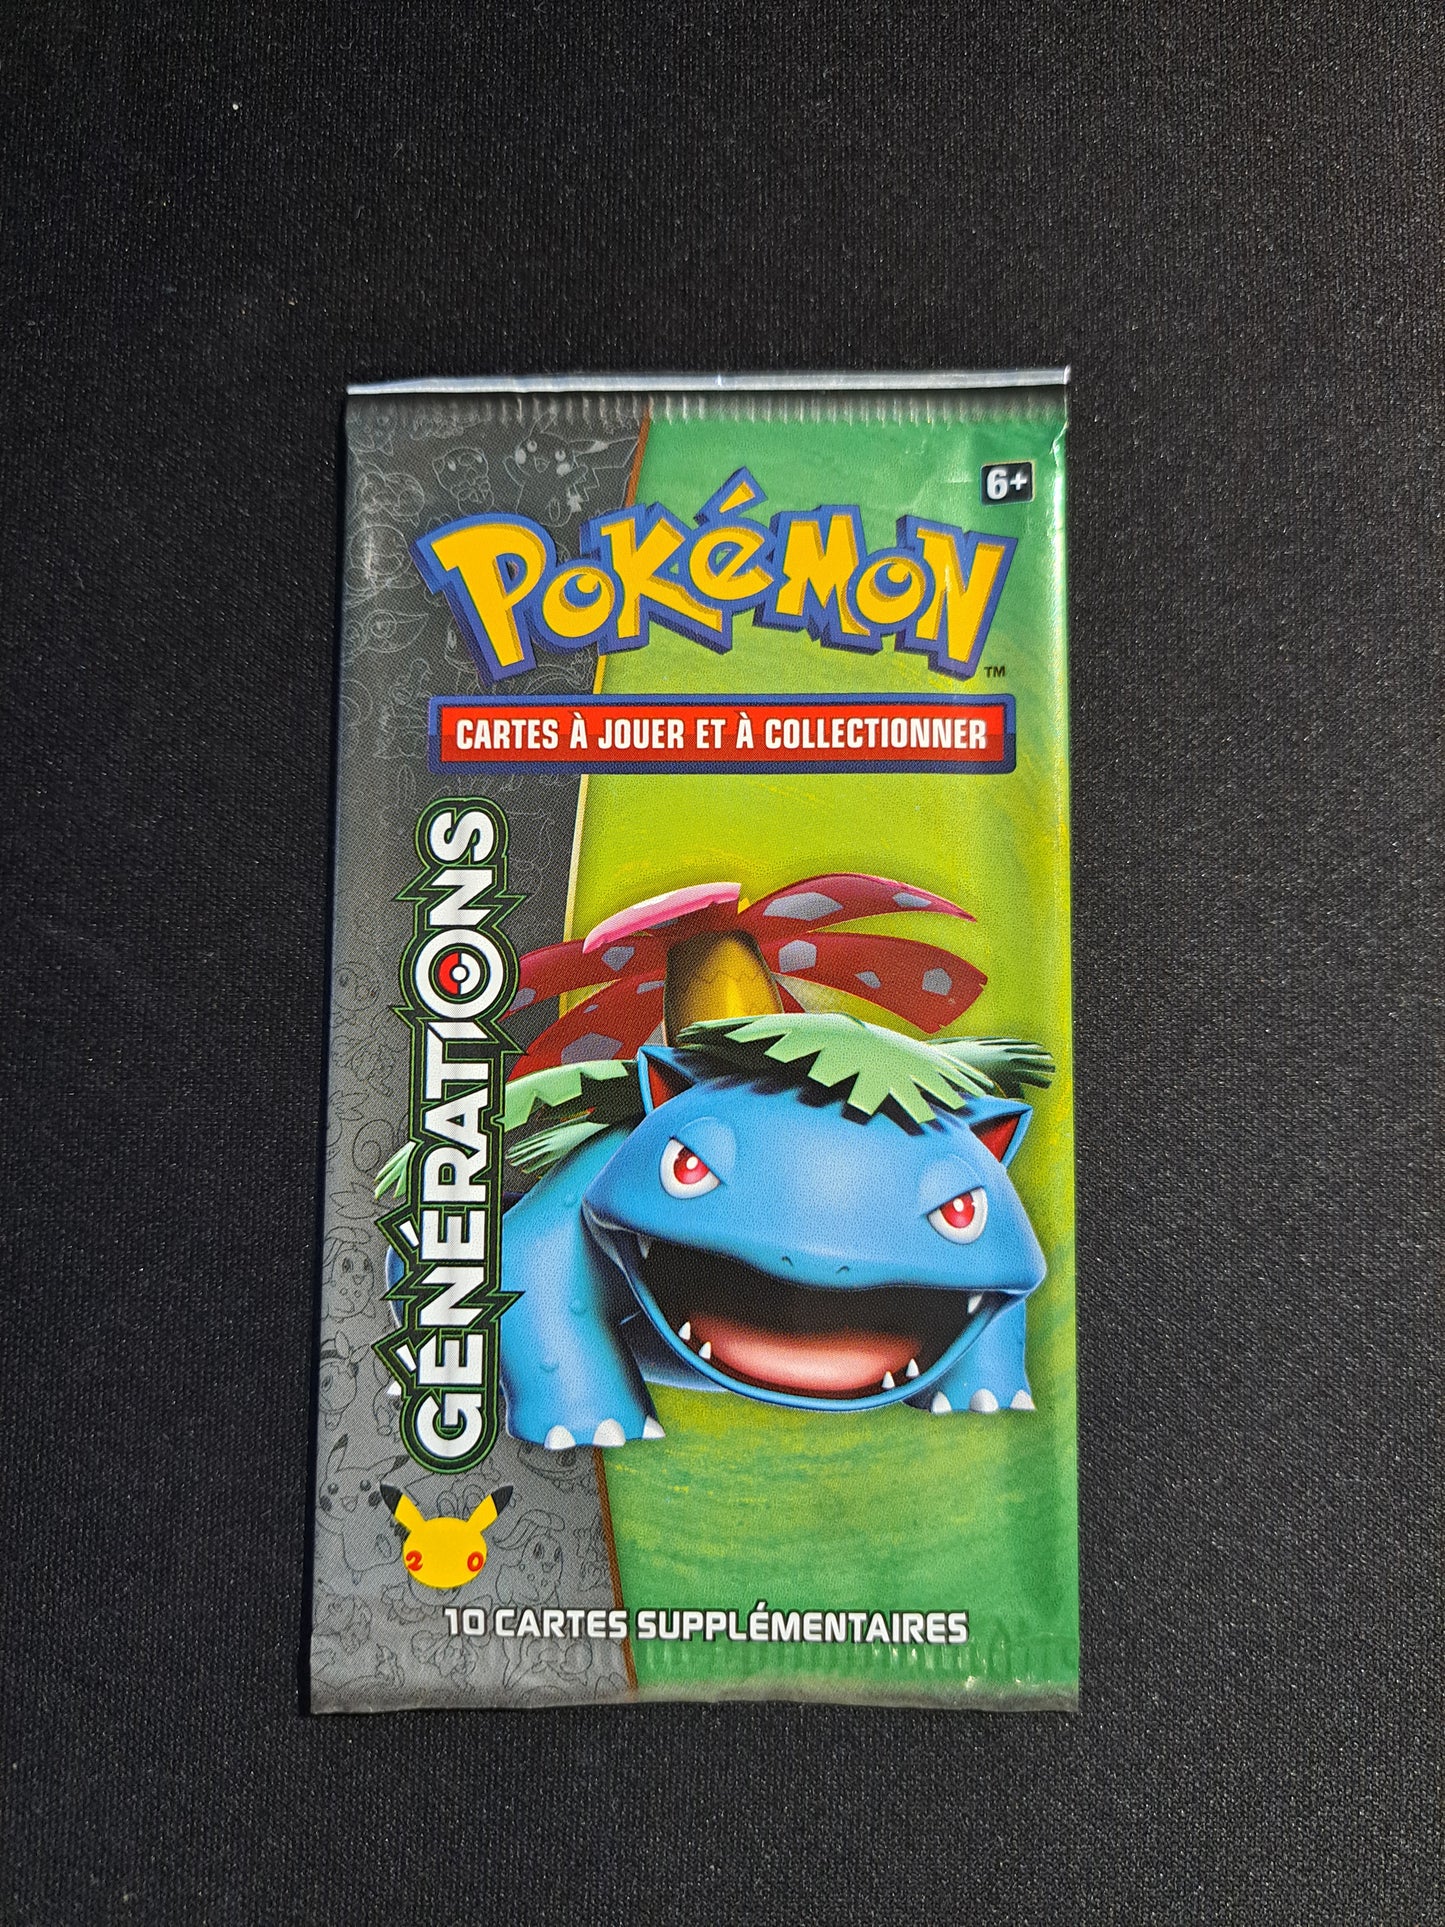 6+
POKéMON
TM
CARTES À JOUER ET À COLLECTIONNER
GÉNÉRATIONS
20
10 CARTES SUPPLÉMENTAIRES